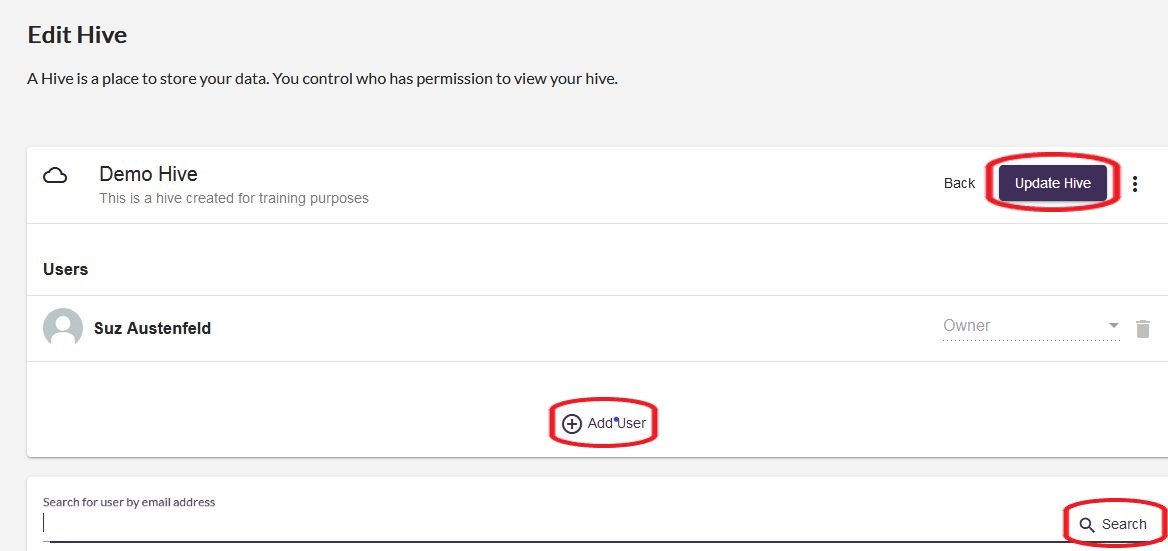 Edit Hive
A Hive is a place to store your data. You control who has permission to view your hive.
Demo Hive
This is a hive created for training purposes
Back
Update Hive
Users
Suz Austenfeld
Owner
Add User
Search for user by email address
Search